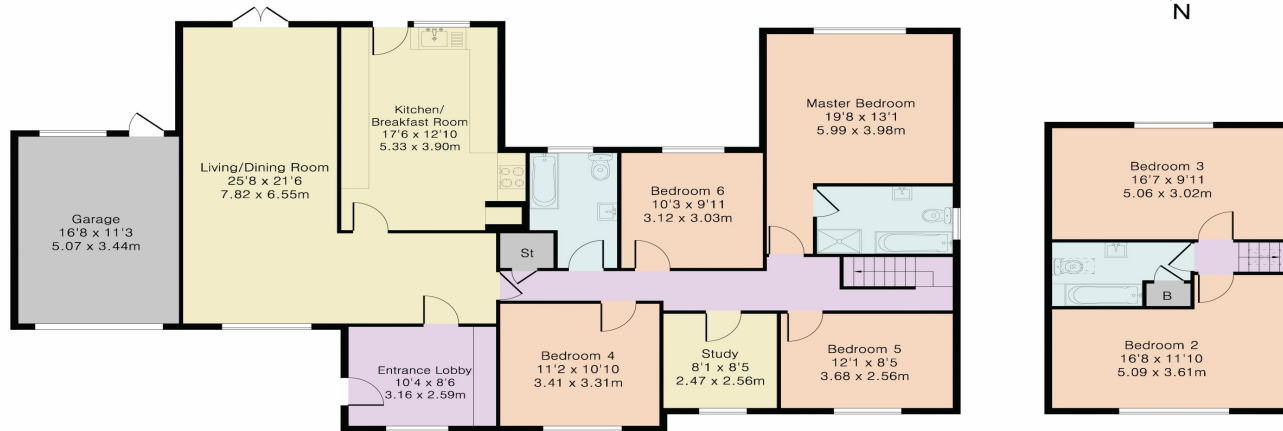 N
Garage
16'8 x 11'3
5.07 x 3.44m
Living/Dining Room
25'8 x 21'6
7.82 x 6.55m
Kitchen/
Breakfast Room
17'6 x 12'10
5.33 x 3.90m
St
Entrance Lobby
10'4 x 8'6
3.16 x 2.59m
Bedroom 6
10'3 x 9'11
3.12 x 3.03m
Master Bedroom
19'8 x 13'1
5.99 x 3.98m
Bedroom 4
11'2 x 10'10
3.41 x 3.31m
Study
8'1 x 8'5
2.47 x 2.56m
Bedroom 5
12'1 x 8'5
3.68 x 2.56m
Bedroom 3
16'7 x 9'11
5.06 x 3.02m
B
Bedroom 2
16'8 x 11'10
5.09 x 3.61m